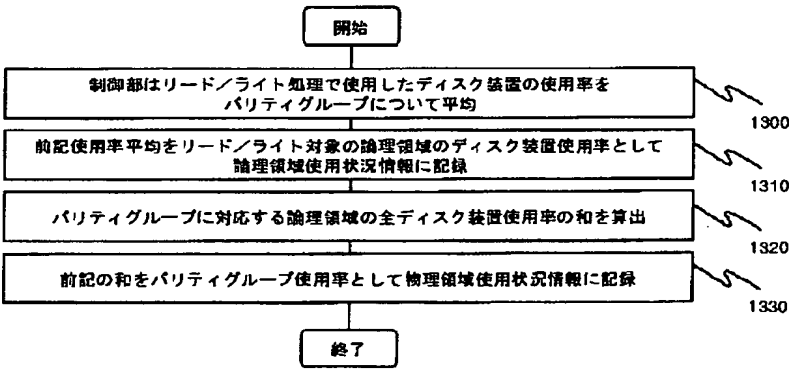 開始
制御部はリード／ライト処理で使用したディスク装置の使用率を
パリティグループについて平均
1300
前記使用率平均をリード／ライト対象の論理領域のディスク装置使用率として
論理領域使用状況情報に記録
1310
パリティグループに対応する論理領域の全ディスク装置使用率の和を算出
1320
前記の和をパリティグループ使用率として物理領域使用状況情報に記録
1330
終了